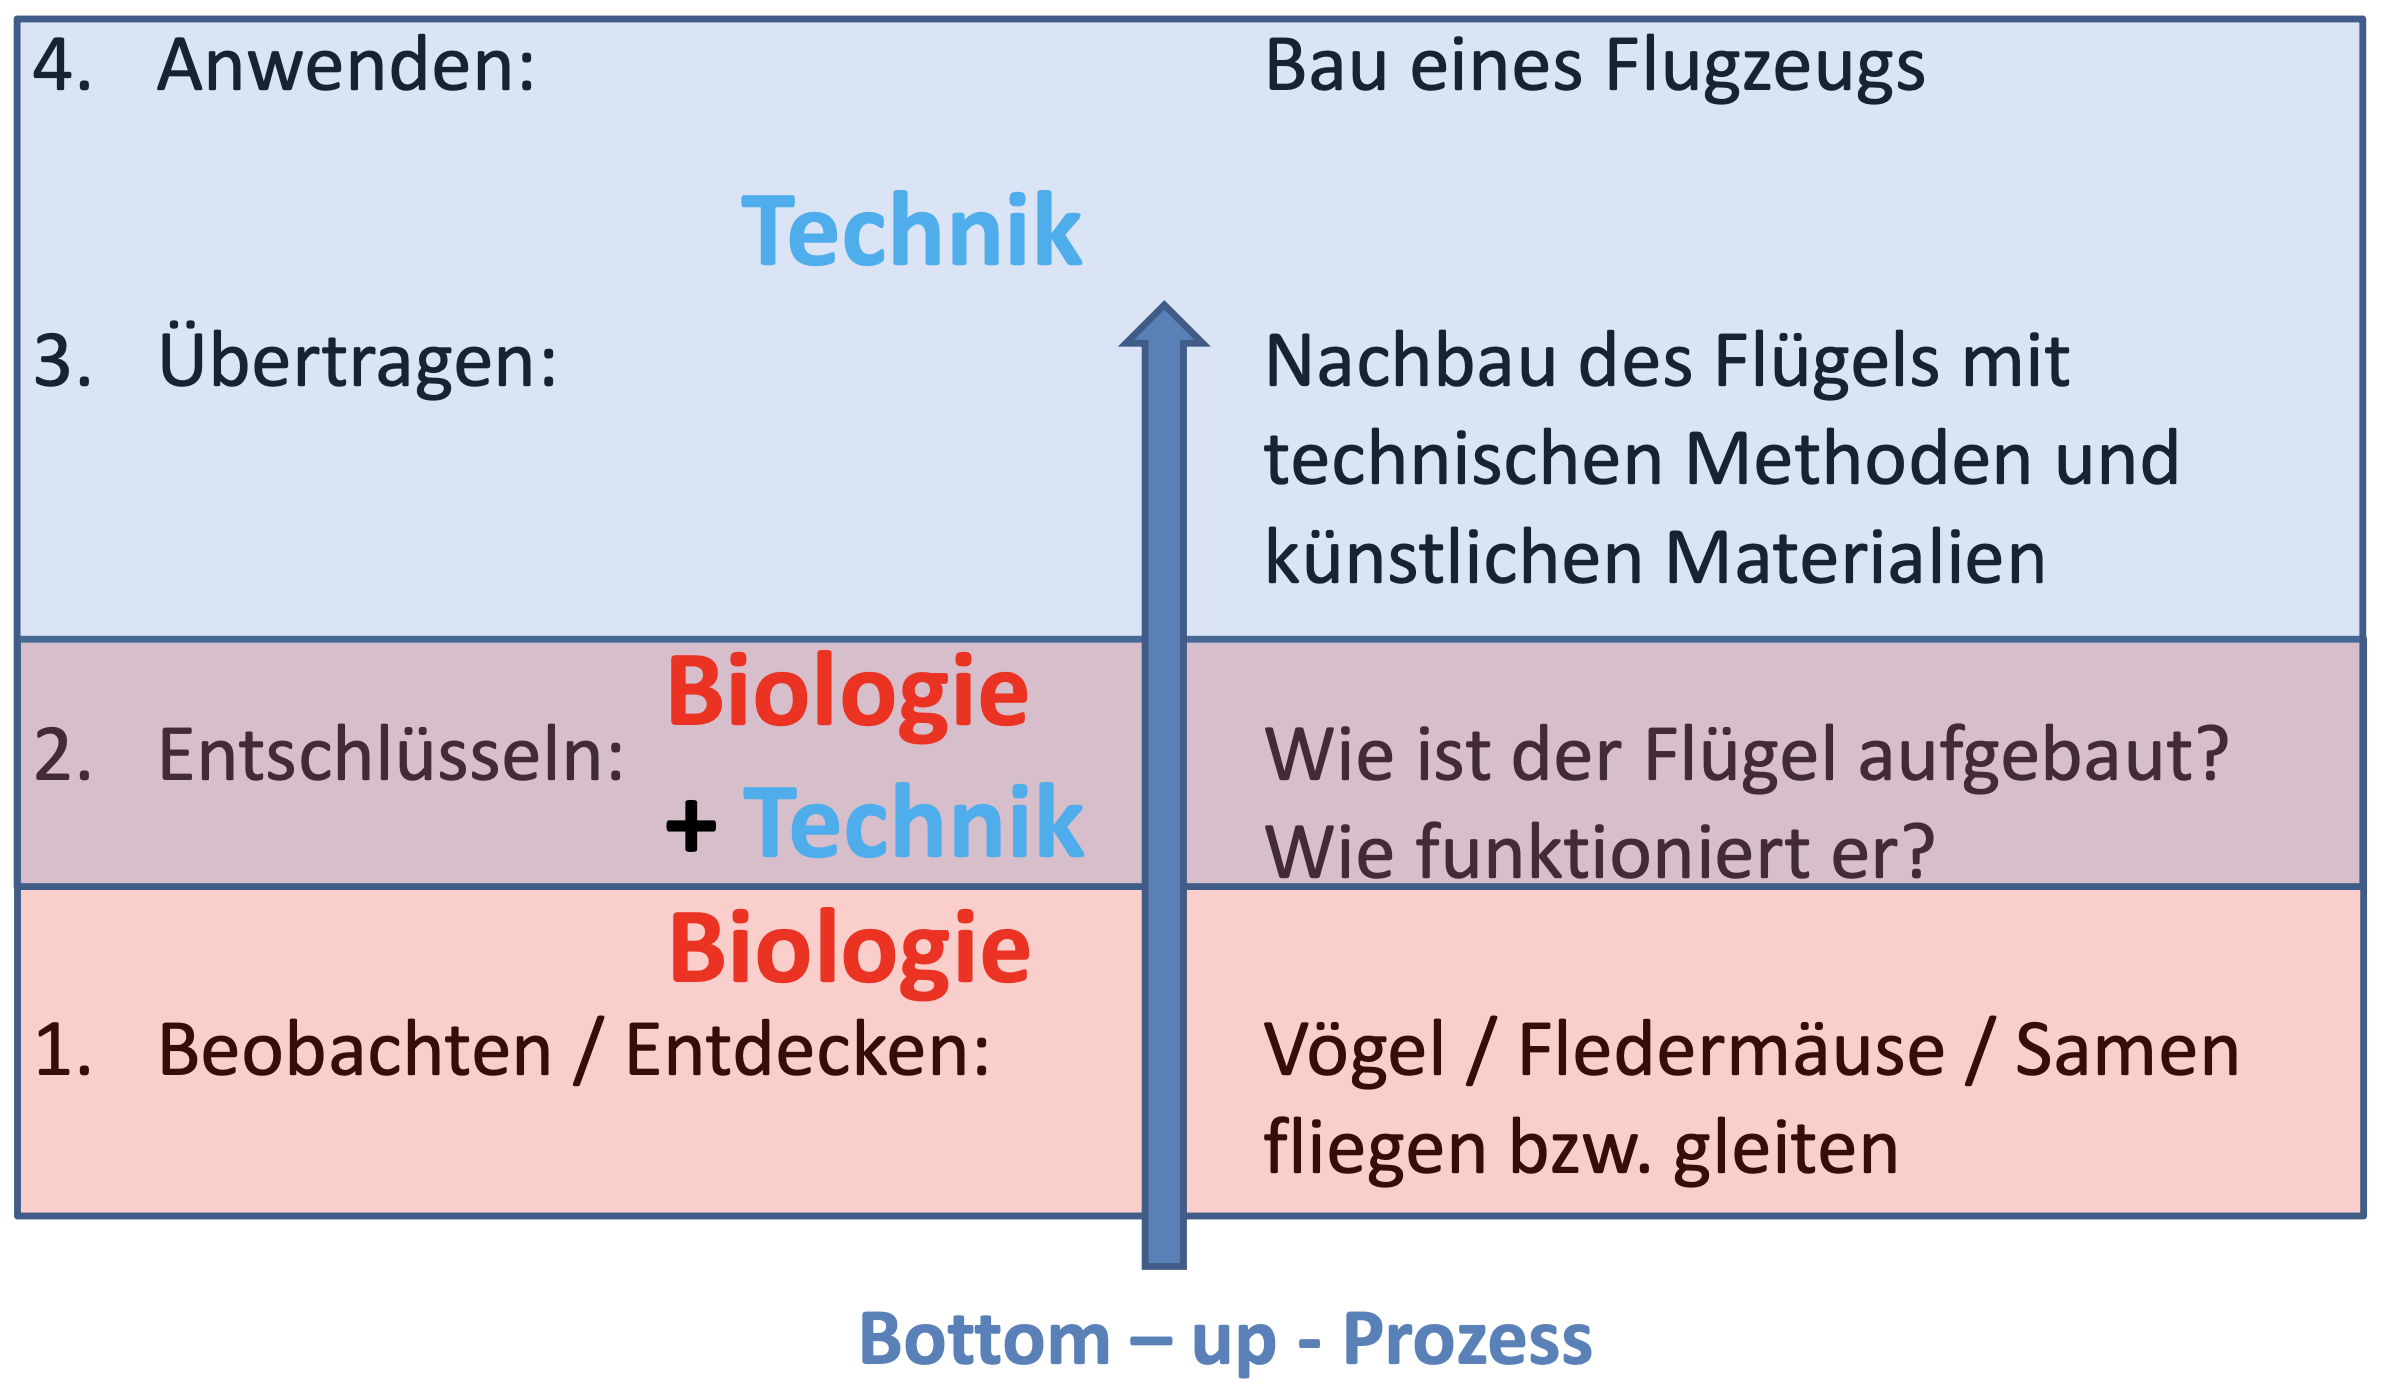 4. Anwenden: Bau eines Flugzeugs
Technik
3. Übertragen: Nachbau des Flügels mit
technischen Methoden und
künstlichen Materialien
Biologie
2. Entschlüsseln: Wie ist der Flügel aufgebaut?
+ Technik
Wie funktioniert er?
Biologie
1. Beobachten / Entdecken: Vögel / Fledermäuse / Samen
fliegen bzw. gleiten
Bottom – up - Prozess